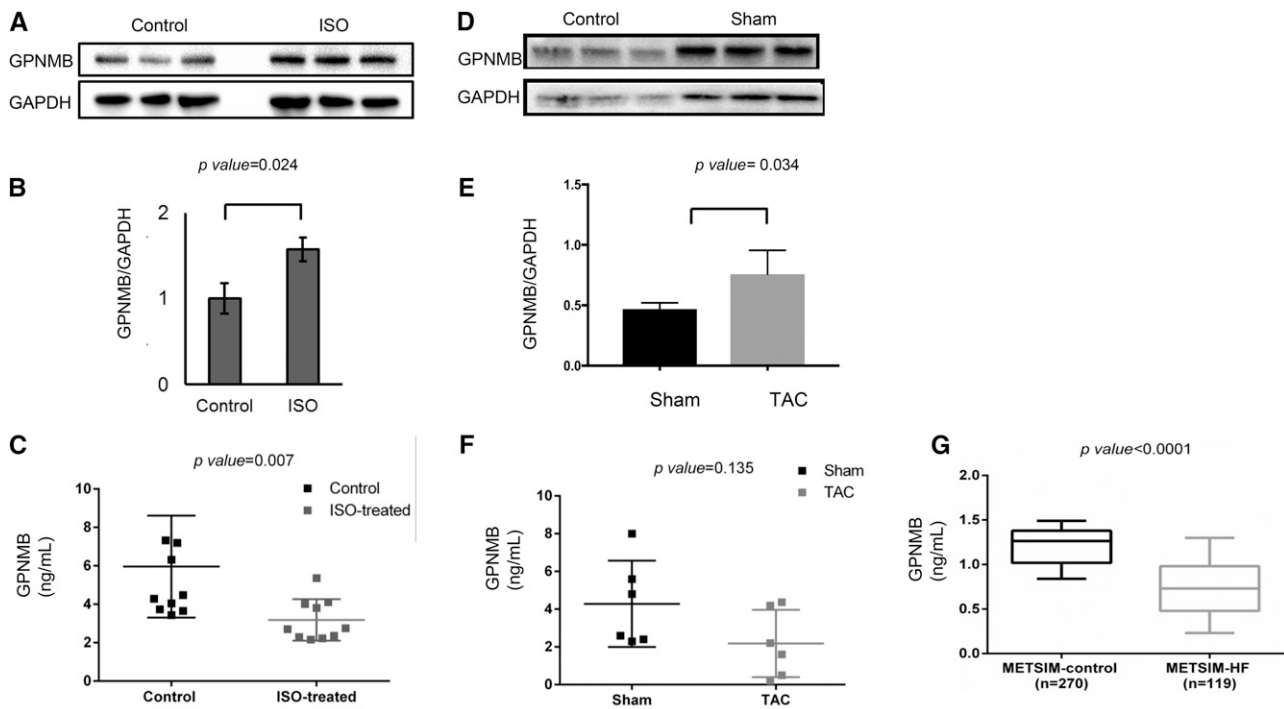 A
Control ISO
GPNMB
GAPDH
D
Control Sham
GPNMB
GAPDH
B
p value=0.024
GPNMB/GAPDH
2
1
0
Control ISO
E
p value= 0.034
GPNMB/GAPDH
1.5
1.0
0.5
0.0
Sham TAC
C
p value=0.007
Control
ISO-treated
GPNMB
(ng/mL)
10
8
6
4
2
0
Control ISO-treated
F
p value=0.135
Sham
TAC
GPNMB
(ng/mL)
10
8
6
4
2
0
Sham TAC
G
p value<0.0001
GPNMB
(ng/mL)
2.0
1.5
1.0
0.5
0.0
METSIM-control METSIM-HF
(n=270) (n=119)